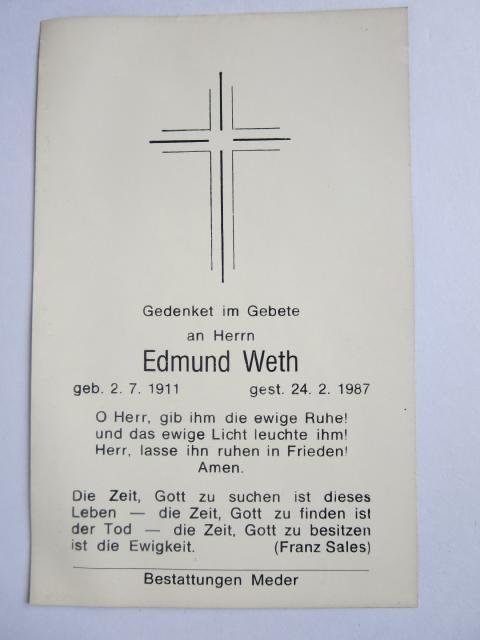 Gedenket im Gebete
an Herrn
Edmund Weth
geb. 2. 7. 1911 gest. 24. 2. 1987
O Herr, gib ihm die ewige Ruhe!
und das ewige Licht leuchte ihm!
Herr, lasse ihn ruhen in Frieden!
Amen.
Die Zeit, Gott zu suchen ist dieses
Leben — die Zeit, Gott zu finden ist
der Tod — die Zeit, Gott zu besitzen
ist die Ewigkeit. (Franz Sales)
Bestattungen Meder